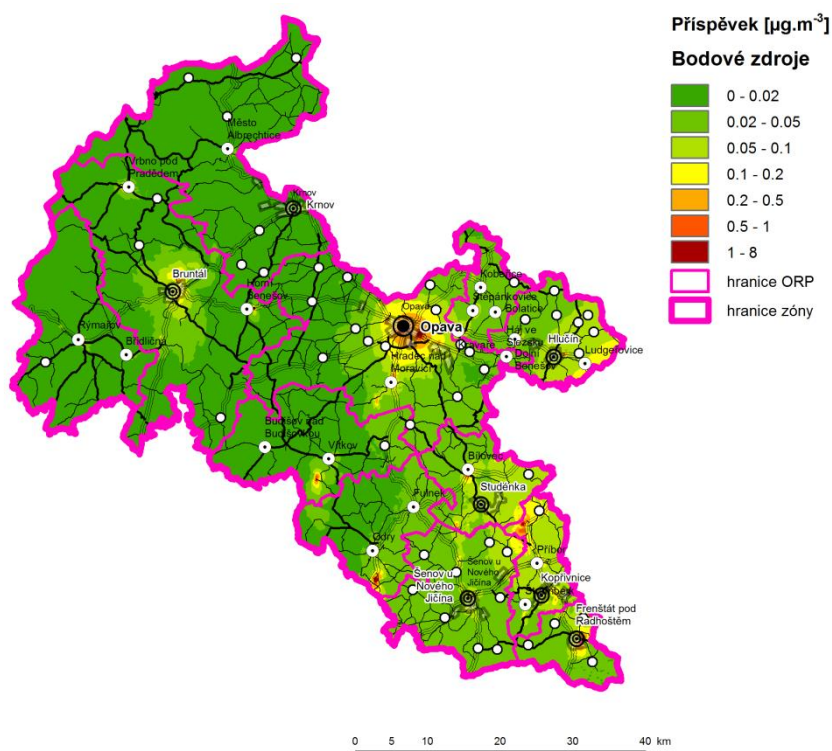 Příspěvek [µg.m-3]
Bodové zdroje
0 - 0.02
0.02 - 0.05
0.05 - 0.1
0.1 - 0.2
0.2 - 0.5
0.5 - 1
1 - 8
hranice ORP
hranice zóny
Město
Albrechtice
Vrbno pod
Pradědem
Krnov
Krnov
Bruntál
Horní
Benešov
Rýmařov
Břidličná
Opava
Opava
Kobeřice
Štěpánkovice
Bolatice
Háj ve
Slezsku
Dolní
Benešov
Hlučín
Ludgeřovice
Hradec nad
Moravicí
Budišov nad
Budišovkou
Vítkov
Bílovec
Studénka
Fulnek
Odry
Příbor
Šenov u
Nového
Jičína
Šenov u
Nového
Jičína
Kopřivnice
Frenštát pod
Radhoštěm
0 5 10 20 30 40 km